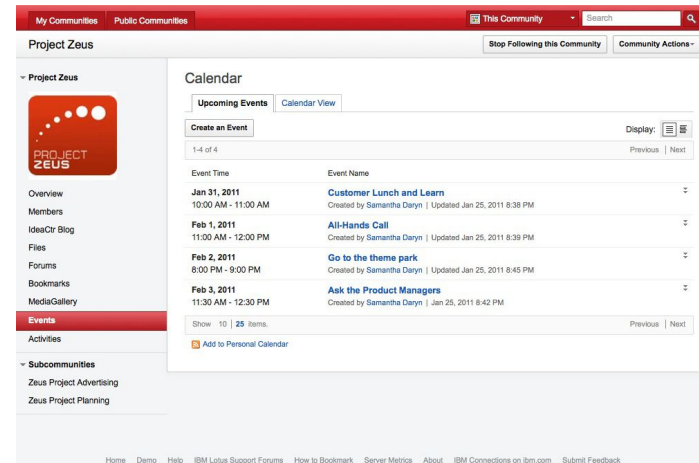 My Communities Public Communities This Community Search
Project Zeus Stop Following this Community Community Actions
Project Zeus
PROJECT
ZEUS
Overview
Members
IdeaCtr Blog
Files
Forums
Bookmarks
MediaGallery
Events
Activities
Subcommunities
Zeus Project Advertising
Zeus Project Planning
Calendar
Upcoming Events Calendar View
Create an Event Display:
1-4 of 4 Previous | Next
Event Time Event Name
Jan 31, 2011 Customer Lunch and Learn
10:00 AM - 11:00 AM Created by Samantha Daryn | Updated Jan 25, 2011 8:38 PM
Feb 1, 2011 All-Hands Call
11:00 AM - 12:00 PM Created by Samantha Daryn | Updated Jan 25, 2011 8:39 PM
Feb 2, 2011 Go to the theme park
8:00 PM - 9:00 PM Created by Samantha Daryn | Updated Jan 25, 2011 8:45 PM
Feb 3, 2011 Ask the Product Managers
11:30 AM - 12:30 PM Created by Samantha Daryn | Jan 25, 2011 8:42 PM
Show 10 | 25 items. Previous | Next
Add to Personal Calendar
Home Demo Help IBM Lotus Support Forums How to Bookmark Server Metrics About IBM Connections on ibm.com Submit Feedback